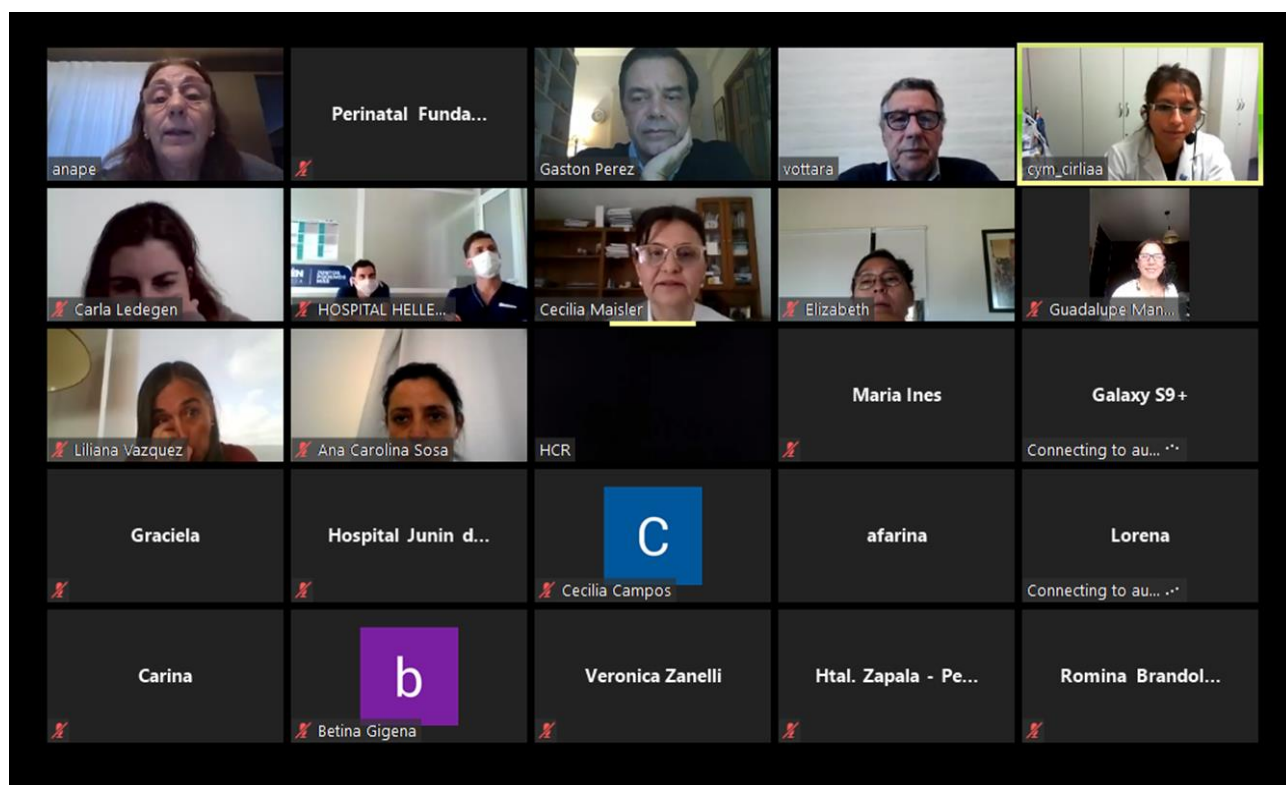 anape
Perinatal Funda...
Gaston Perez
vottara
cym_cirliaa
Carla Ledegen
HOSPITAL HELLE...
Cecilia Maisler
Elizabeth
Guadalupe Man...
Liliana Vazquez
Ana Carolina Sosa
HCR
Maria Ines
Galaxy S9+
Connecting to au...
Graciela
Hospital Junin d...
C
Cecilia Campos
afarina
Lorena
Connecting to au...
Carina
b
Betina Gigena
Veronica Zanelli
Htal. Zapala - Pe...
Romina Brandol...